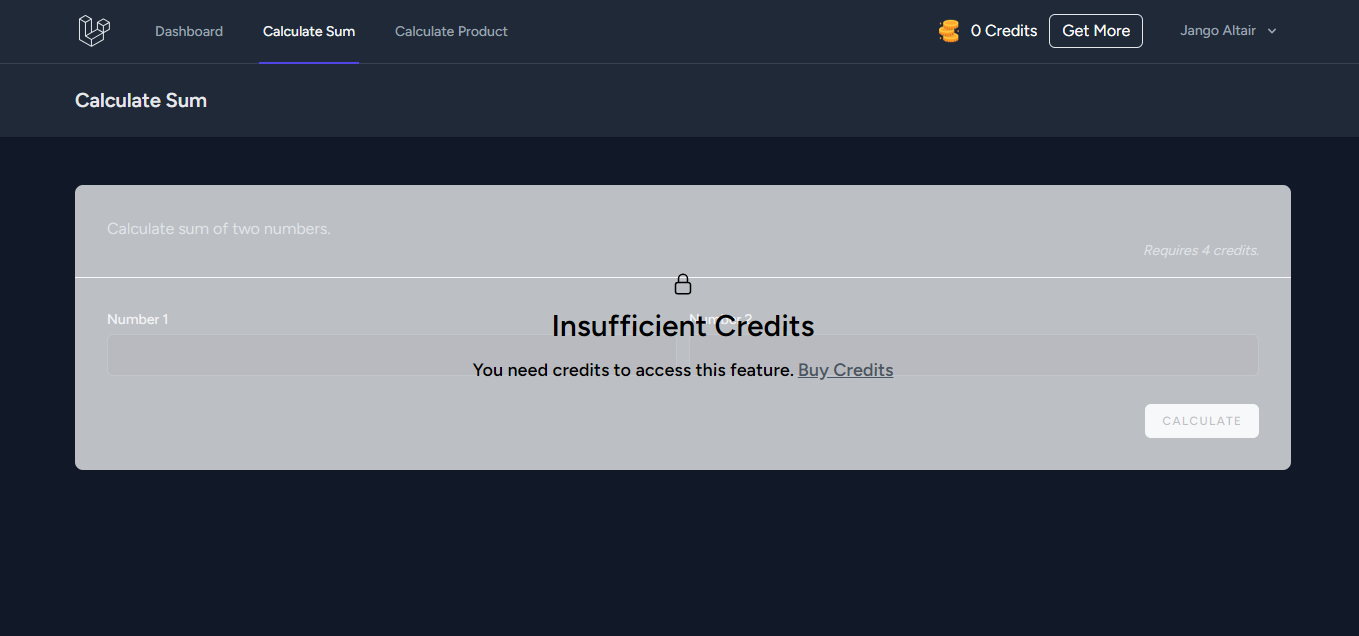 Dashboard Calculate Sum Calculate Product 0 Credits Get More Jango Altair
Calculate Sum
Calculate sum of two numbers.
Requires 4 credits.
Number 1 Number 2
Insufficient Credits
You need credits to access this feature. Buy Credits
CALCULATE